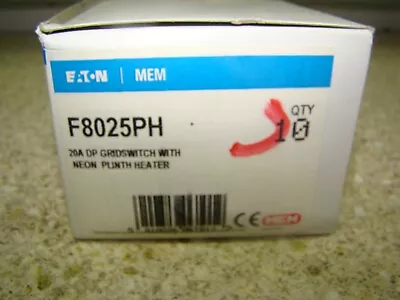 EATON | MEM
F8025PH
QTY
10
20A DP GRIDSWITCH WITH
NEON PLINTH HEATER
CE MEM